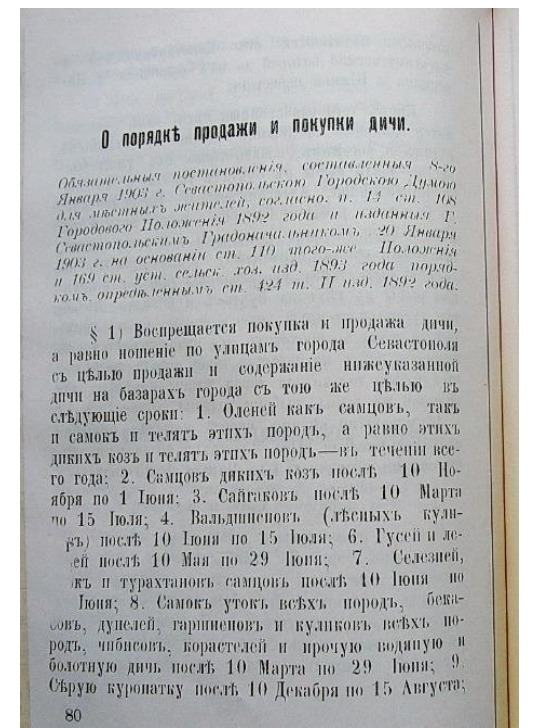 О порядкѣ продажи и покупки дичи.
Обязательныя постановленія, составленныя 8-го
Января 1903 г. Севастопольскою Городскою Думою
для мѣстныхъ жителей, согласно. п. 14 ст. 108
Городового Положенія 1892 года и изданныя Г.
Севастопольскимъ Градоначальникомъ 20 Января
1903 г. на основаніи ст. 110 того-же Положенія
и 169 ст. уст. сельск. хоз. изд. 1893 года поряд-
комъ опредѣленнымъ ст. 424 т. II изд. 1892 года.
§ 1) Воспрещается покупка и продажа дичи,
а равно ношеніе по улицамъ города Севастополя
съ цѣлью продажи и содержаніе нижеуказанной
дичи на базарахъ города съ тою же цѣлью въ
слѣдующіе сроки: 1. Оленей какъ самцовъ, такъ
и самокъ и телятъ этихъ породъ, а равно этихъ
дикихъ козъ и телятъ этихъ породъ—въ теченіи все-
го года; 2. Самцовъ дикихъ козъ послѣ 10 Но-
ября по 1 Іюня; 3. Сайгаковъ послѣ 10 Марта
по 15 Іюля; 4. Вальдшнеповъ (лѣсныхъ кули-
въ) послѣ 10 Іюня по 15 Іюля; 6. Гусей и ле-
ей послѣ 10 Мая по 29 Іюня; 7. Селезней,
къ и турахтановъ самцовъ послѣ 10 Іюня по
Іюня; 8. Самокъ утокъ всѣхъ породъ, бека-
совъ, дупелей, гаршнеповъ и куликовъ всѣхъ по-
родъ, чибисовъ, корастелей и прочую водяную и
болотную дичь послѣ 10 Марта по 29 Іюня; 9.
Сѣрую куропатку послѣ 10 Декабря по 15 Августа;
80